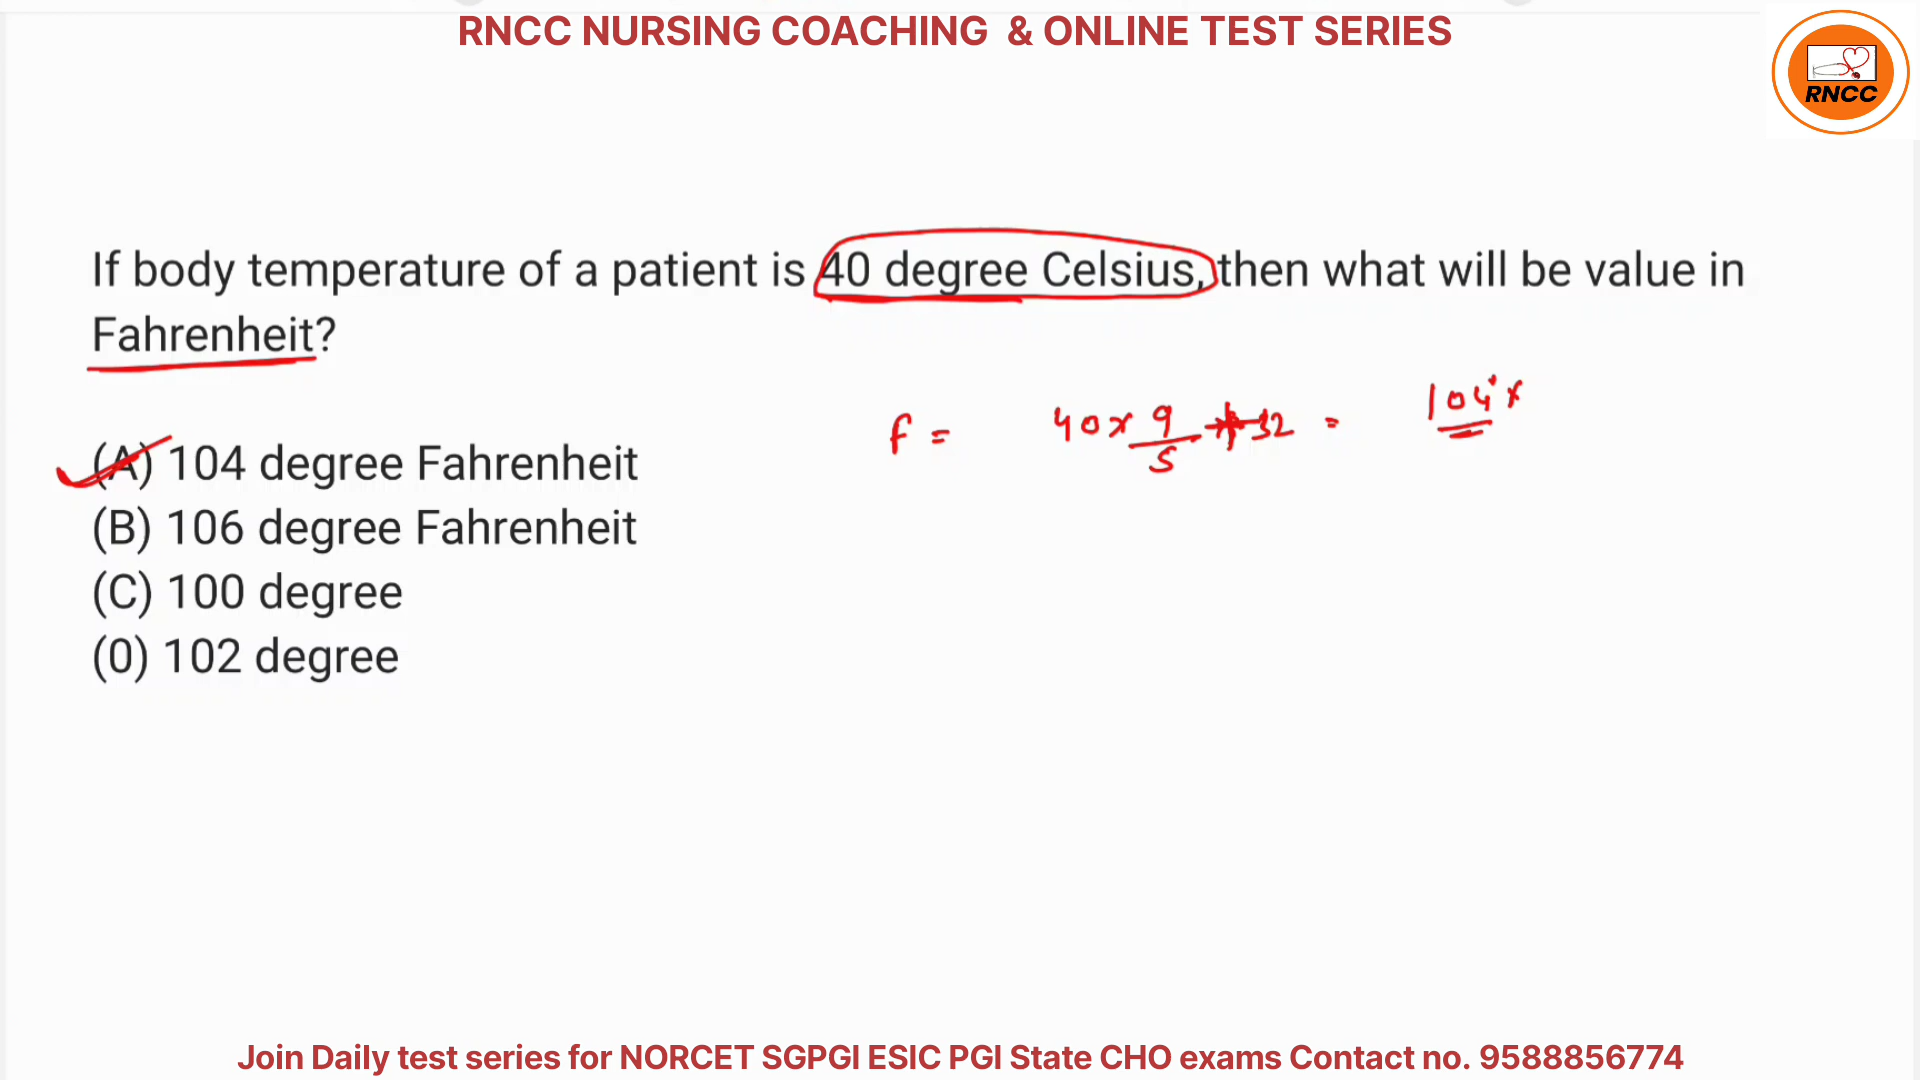 RNCC NURSING COACHING & ONLINE TEST SERIES
RNCC
If body temperature of a patient is 40 degree Celsius, then what will be value in
Fahrenheit?
f = 40 x 9/5 + 32 = 104°f
(A) 104 degree Fahrenheit
(B) 106 degree Fahrenheit
(C) 100 degree
(0) 102 degree
Join Daily test series for NORCET SGPGI ESIC PGI State CHO exams Contact no. 9588856774